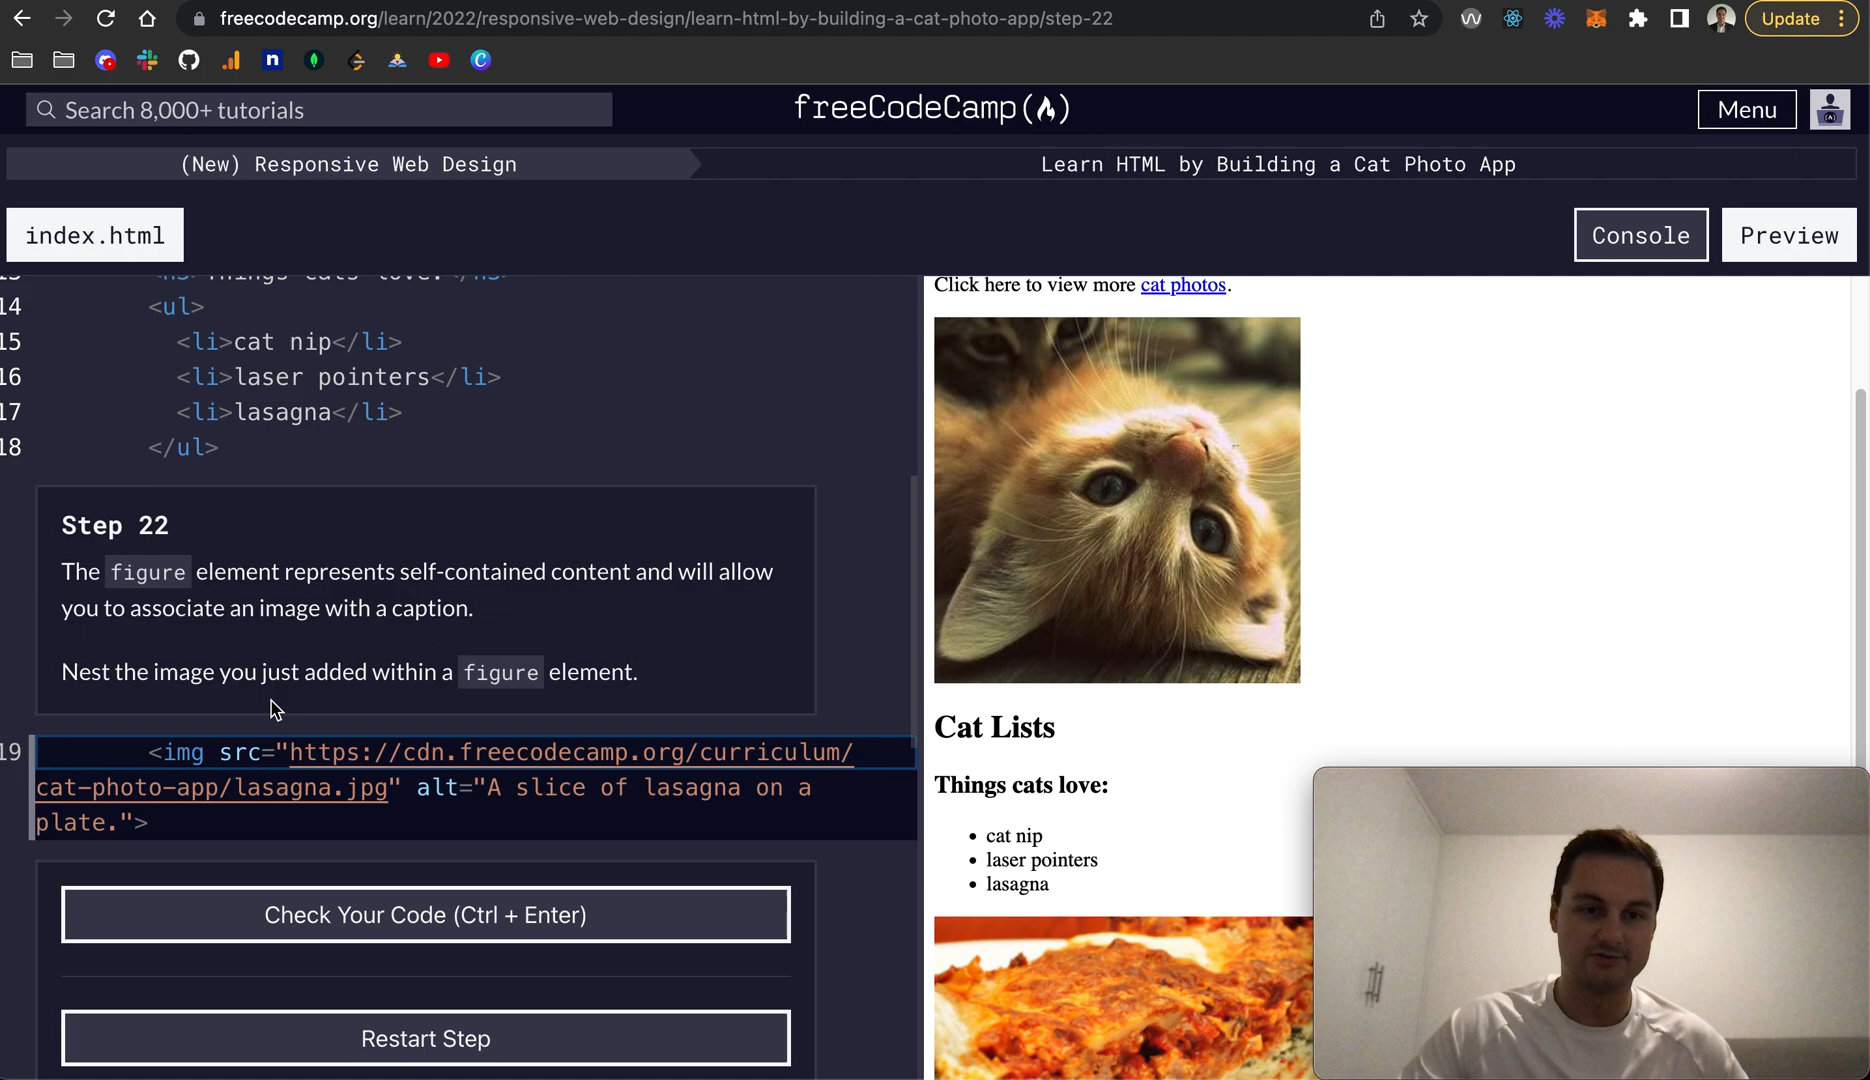 freecodecamp.org/learn/2022/responsive-web-design/learn-html-by-building-a-cat-photo-app/step-22
Update
Search 8,000+ tutorials
freeCodeCamp
Menu
(New) Responsive Web Design
Learn HTML by Building a Cat Photo App
index.html
Console
Preview
<h3>Things cats love:</h3>
14 <ul>
15 <li>cat nip</li>
16 <li>laser pointers</li>
17 <li>lasagna</li>
18 </ul>
Step 22
The figure element represents self-contained content and will allow
you to associate an image with a caption.
Nest the image you just added within a figure element.
19 <img src="https://cdn.freecodecamp.org/curriculum/
cat-photo-app/lasagna.jpg" alt="A slice of lasagna on a
plate.">
Check Your Code (Ctrl + Enter)
Restart Step
Click here to view more cat photos.
Cat Lists
Things cats love:
• cat nip
• laser pointers
• lasagna